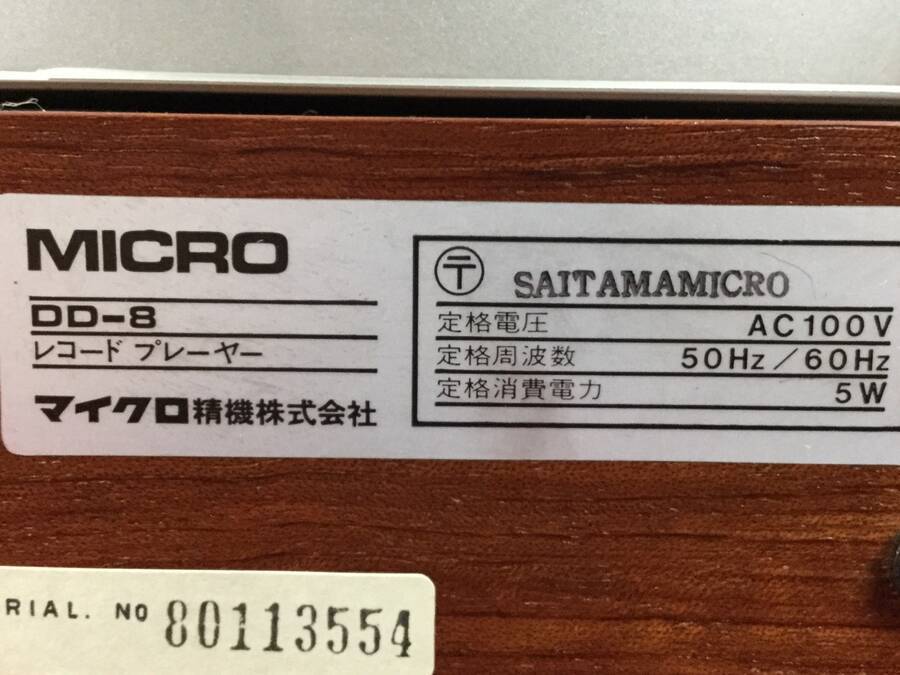 MICRO
DD-8
レコード プレーヤー
マイクロ精機株式会社
〒 SAITAMAMICRO
定格電圧 AC100V
定格周波数 50Hz/60Hz
定格消費電力 5W
RIAL. NO 80113554